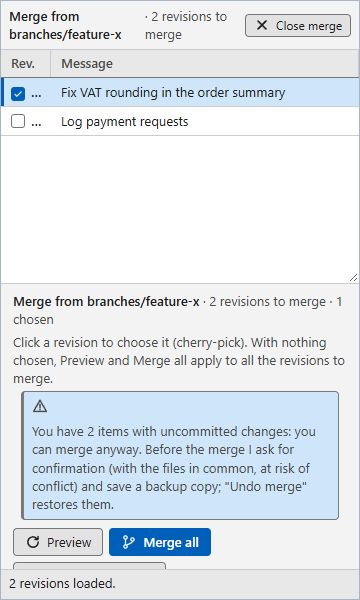 Merge from branches/feature-x · 2 revisions to merge
Close merge
Rev. Message
... Fix VAT rounding in the order summary
... Log payment requests
Merge from branches/feature-x · 2 revisions to merge · 1
chosen
Click a revision to choose it (cherry-pick). With nothing
chosen, Preview and Merge all apply to all the revisions to
merge.
You have 2 items with uncommitted changes: you
can merge anyway. Before the merge I ask for
confirmation (with the files in common, at risk of
conflict) and save a backup copy; "Undo merge"
restores them.
Preview
Merge all
2 revisions loaded.